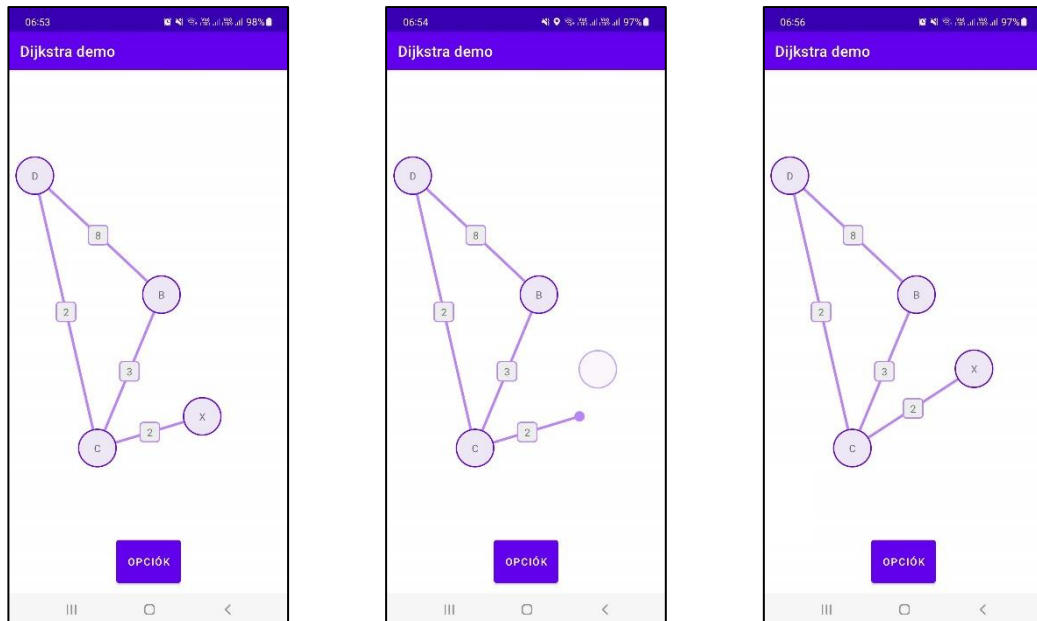 06:53 98%
Dijkstra demo
D
8
B
2
3
X
2
C
OPCIÓK
06:54 97%
Dijkstra demo
D
8
B
2
3
2
C
OPCIÓK
06:56 97%
Dijkstra demo
D
8
B
2
3
X
2
C
OPCIÓK